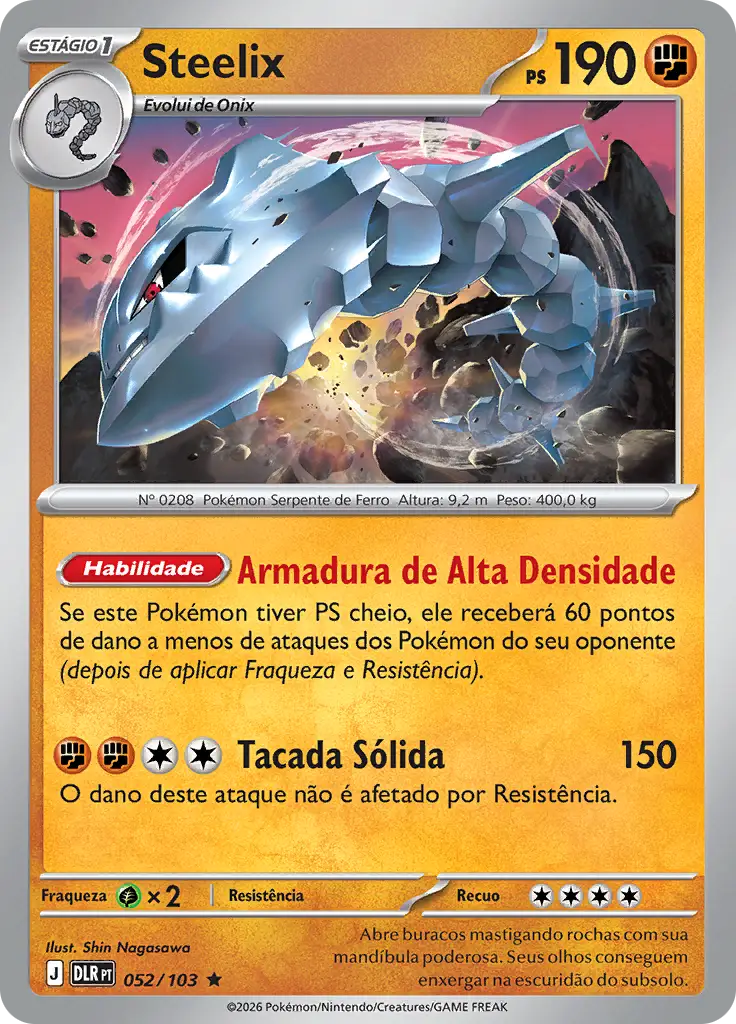 ESTÁGIO 1
Steelix
PS 190
Evolui de Onix
Nº 0208 Pokémon Serpente de Ferro Altura: 9,2 m Peso: 400,0 kg
Habilidade Armadura de Alta Densidade
Se este Pokémon tiver PS cheio, ele receberá 60 pontos
de dano a menos de ataques dos Pokémon do seu oponente
(depois de aplicar Fraqueza e Resistência).
Tacada Sólida 150
O dano deste ataque não é afetado por Resistência.
Fraqueza ×2 Resistência Recuo
Ilust. Shin Nagasawa
J DLR PT 052/103 ★
Abre buracos mastigando rochas com sua
mandíbula poderosa. Seus olhos conseguem
enxergar na escuridão do subsolo.
©2026 Pokémon/Nintendo/Creatures/GAME FREAK